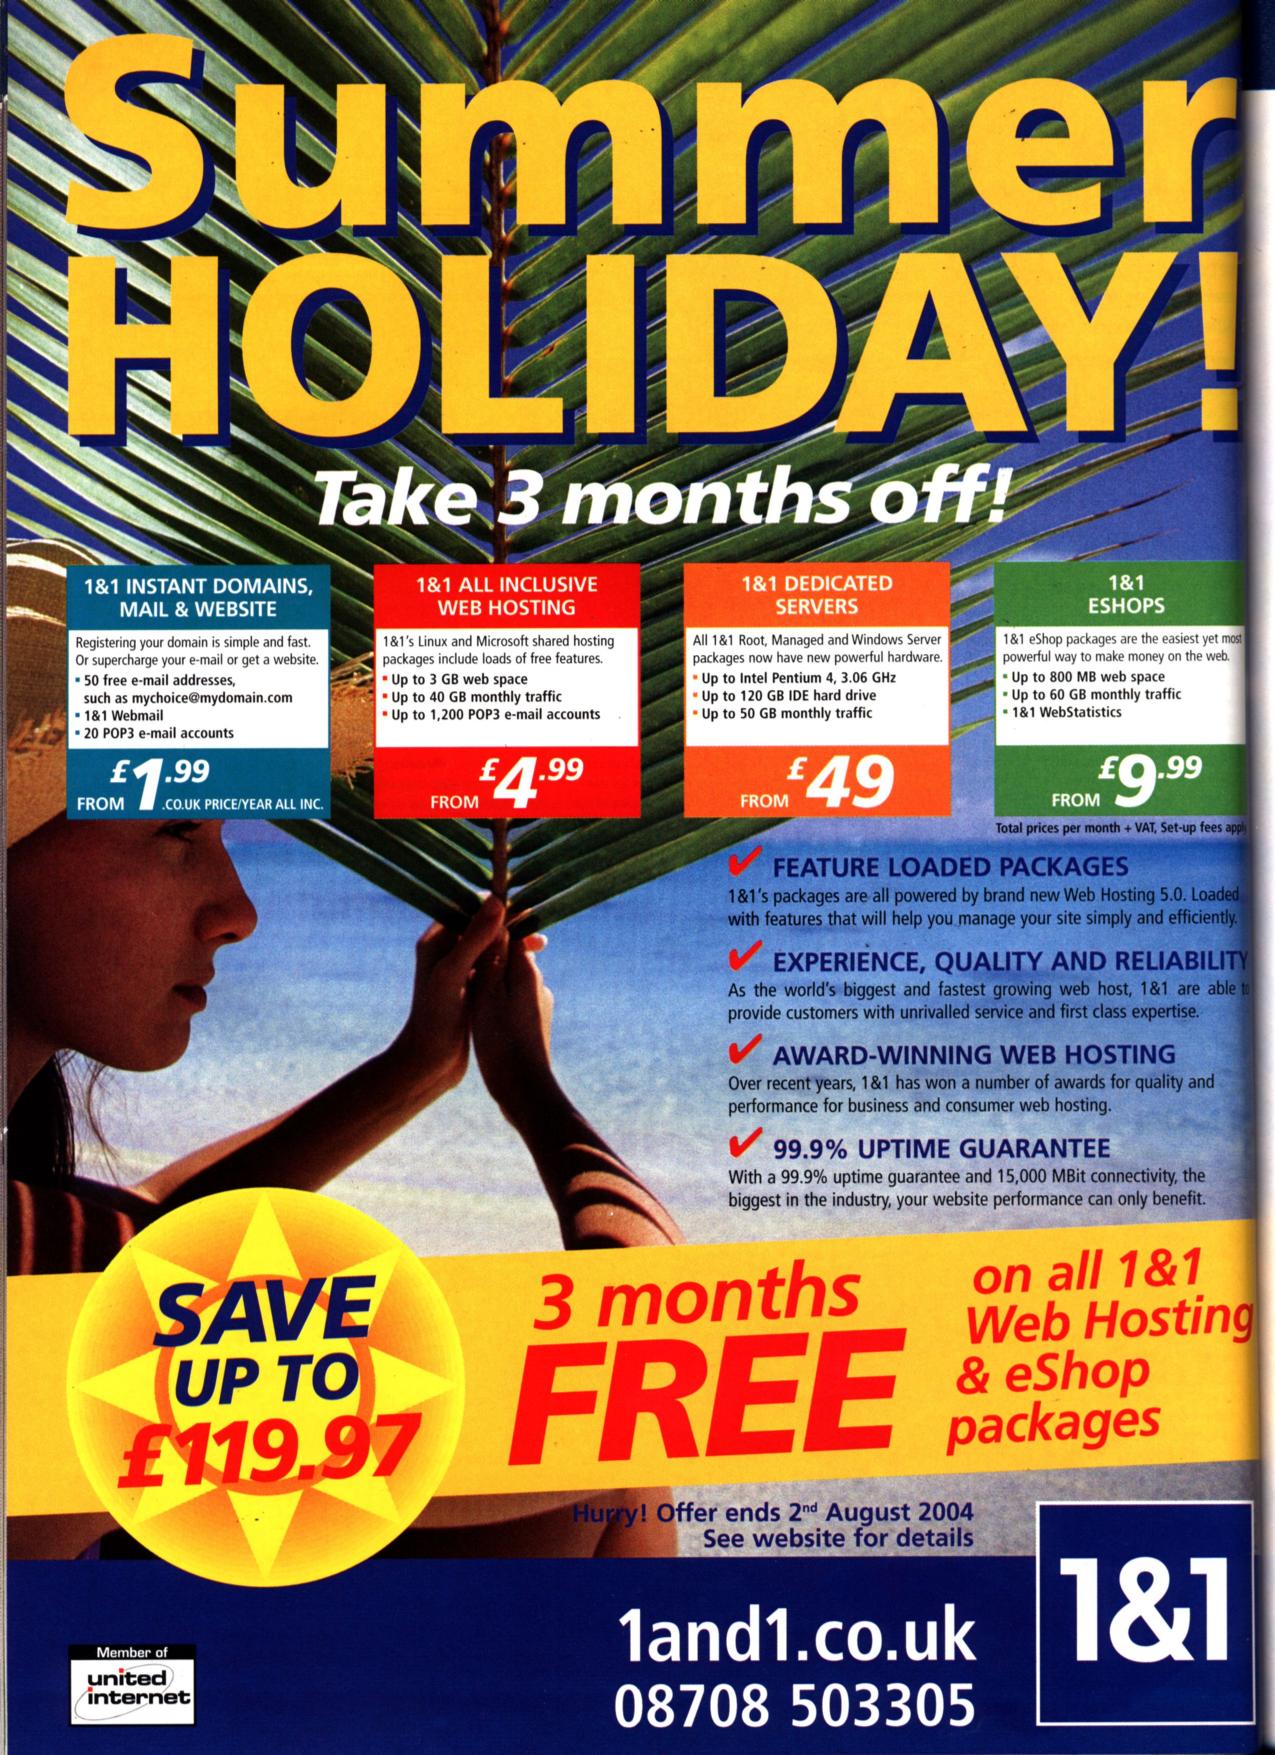 Summer
HOLIDAY!
Take 3 months off!
1&1 INSTANT DOMAINS,
MAIL & WEBSITE
Registering your domain is simple and fast.
Or supercharge your e-mail or get a website.
▪ 50 free e-mail addresses,
such as mychoice@mydomain.com
▪ 1&1 Webmail
▪ 20 POP3 e-mail accounts
FROM £1.99 .CO.UK PRICE/YEAR ALL INC.
1&1 ALL INCLUSIVE
WEB HOSTING
1&1's Linux and Microsoft shared hosting
packages include loads of free features.
▪ Up to 3 GB web space
▪ Up to 40 GB monthly traffic
▪ Up to 1,200 POP3 e-mail accounts
FROM £4.99
1&1 DEDICATED
SERVERS
All 1&1 Root, Managed and Windows Server
packages now have new powerful hardware.
▪ Up to Intel Pentium 4, 3.06 GHz
▪ Up to 120 GB IDE hard drive
▪ Up to 50 GB monthly traffic
FROM £49
1&1
ESHOPS
1&1 eShop packages are the easiest yet most
powerful way to make money on the web.
▪ Up to 800 MB web space
▪ Up to 60 GB monthly traffic
▪ 1&1 WebStatistics
FROM £9.99
Total prices per month + VAT, Set-up fees apply
✔ FEATURE LOADED PACKAGES
1&1's packages are all powered by brand new Web Hosting 5.0. Loaded
with features that will help you manage your site simply and efficiently.
✔ EXPERIENCE, QUALITY AND RELIABILITY
As the world's biggest and fastest growing web host, 1&1 are able to
provide customers with unrivalled service and first class expertise.
✔ AWARD-WINNING WEB HOSTING
Over recent years, 1&1 has won a number of awards for quality and
performance for business and consumer web hosting.
✔ 99.9% UPTIME GUARANTEE
With a 99.9% uptime guarantee and 15,000 MBit connectivity, the
biggest in the industry, your website performance can only benefit.
SAVE
UP TO
£119.97
3 months
FREE
on all 1&1
Web Hosting
& eShop
packages
Hurry! Offer ends 2nd August 2004
See website for details
1and1.co.uk
08708 503305
1&1
Member of
united
internet